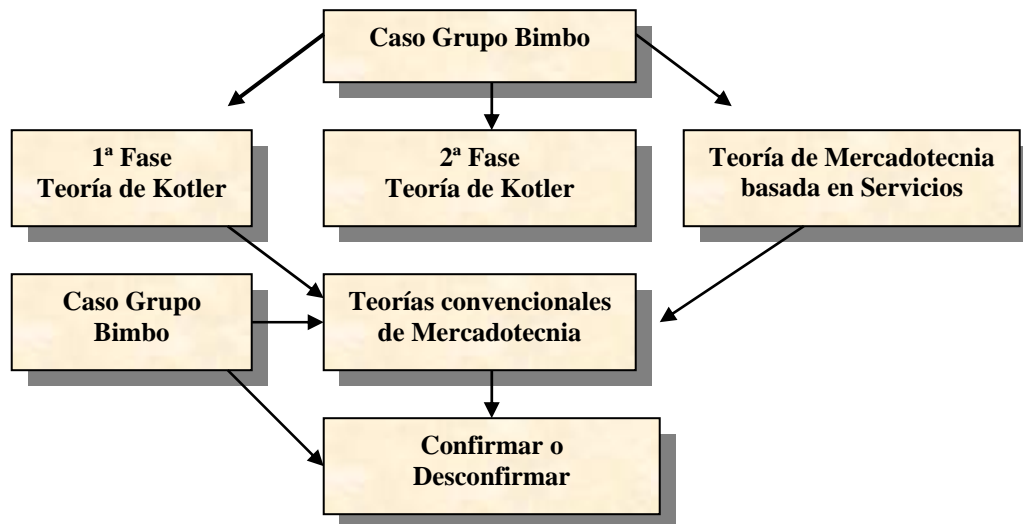 Caso Grupo Bimbo
1ª Fase
Teoría de Kotler
2ª Fase
Teoría de Kotler
Teoría de Mercadotecnia
basada en Servicios
Caso Grupo
Bimbo
Teorías convencionales
de Mercadotecnia
Confirmar o
Desconfirmar